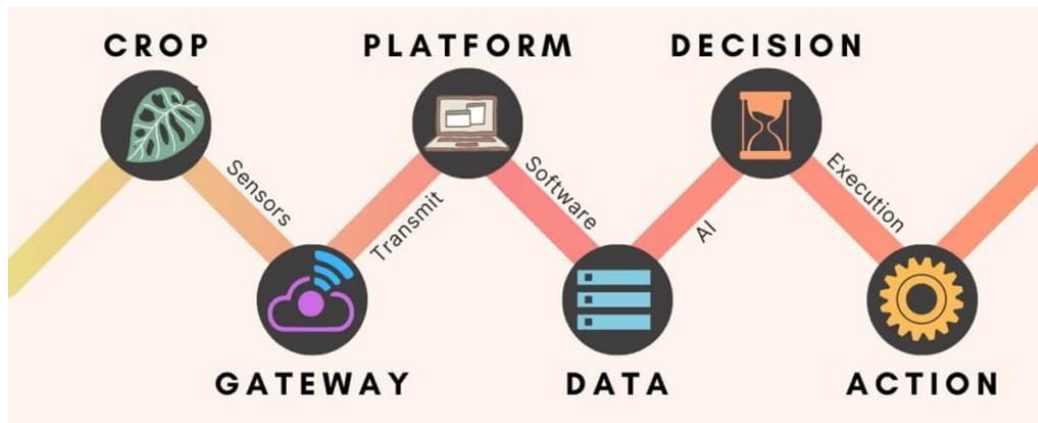 CROP
PLATFORM
DECISION
Sensors
Transmit
Software
AI
Execution
GATEWAY
DATA
ACTION